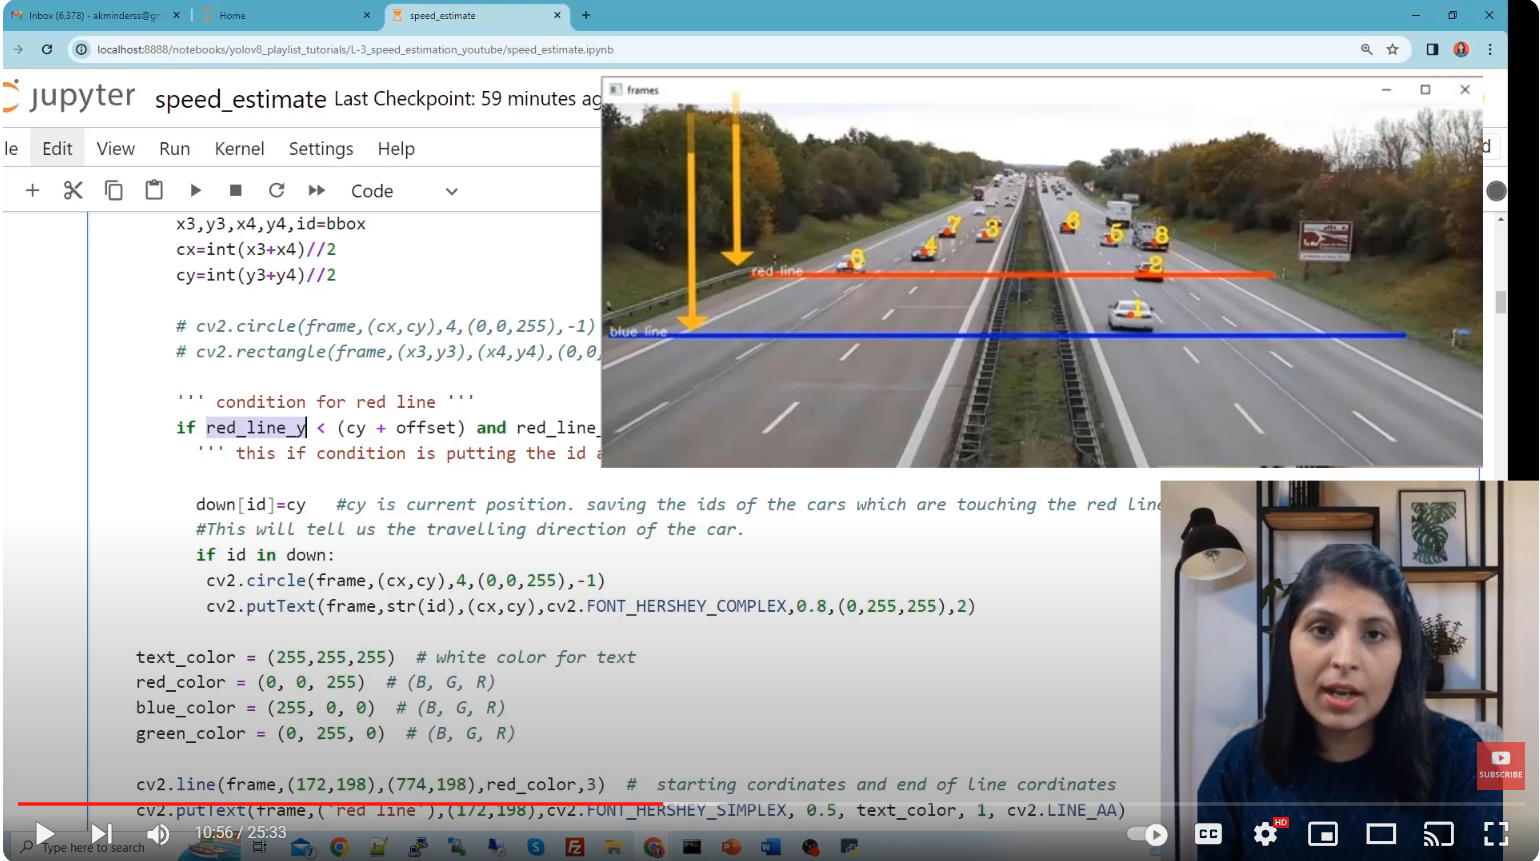 Inbox (6,378) - akminderss@gm
Home
speed_estimate
localhost:8888/notebooks/yolov8_playlist_tutorials/L-3_speed_estimation_youtube/speed_estimate.ipynb
jupyter speed_estimate Last Checkpoint: 59 minutes ag
le Edit View Run Kernel Settings Help
d
Code
x3,y3,x4,y4,id=bbox
cx=int(x3+x4)//2
cy=int(y3+y4)//2
# cv2.circle(frame,(cx,cy),4,(0,0,255),-1)
# cv2.rectangle(frame,(x3,y3),(x4,y4),(0,0,
''' condition for red line '''
if red_line_y < (cy + offset) and red_line_
''' this if condition is putting the id a
down[id]=cy #cy is current position. saving the ids of the cars which are touching the red line
#This will tell us the travelling direction of the car.
if id in down:
cv2.circle(frame,(cx,cy),4,(0,0,255),-1)
cv2.putText(frame,str(id),(cx,cy),cv2.FONT_HERSHEY_COMPLEX,0.8,(0,255,255),2)
text_color = (255,255,255) # white color for text
red_color = (0, 0, 255) # (B, G, R)
blue_color = (255, 0, 0) # (B, G, R)
green_color = (0, 255, 0) # (B, G, R)
cv2.line(frame,(172,198),(774,198),red_color,3) # starting cordinates and end of line cordinates
cv2.putText(frame,('red line'),(172,198),cv2.FONT_HERSHEY_SIMPLEX, 0.5, text_color, 1, cv2.LINE_AA)
frames
7
3
6
4
5
8
2
red line
1
blue line
SUBSCRIBE
10:56 / 25:33
CC
HD
Type here to search